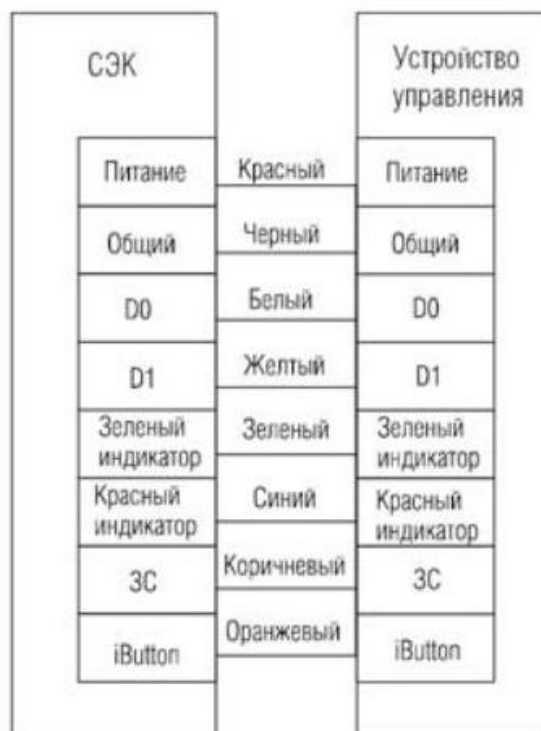 СЭК
Устройство
управления
Питание
Красный
Питание
Общий
Черный
Общий
D0
Белый
D0
D1
Желтый
D1
Зеленый
индикатор
Зеленый
Зеленый
индикатор
Красный
индикатор
Синий
Красный
индикатор
ЗС
Коричневый
ЗС
iButton
Оранжевый
iButton